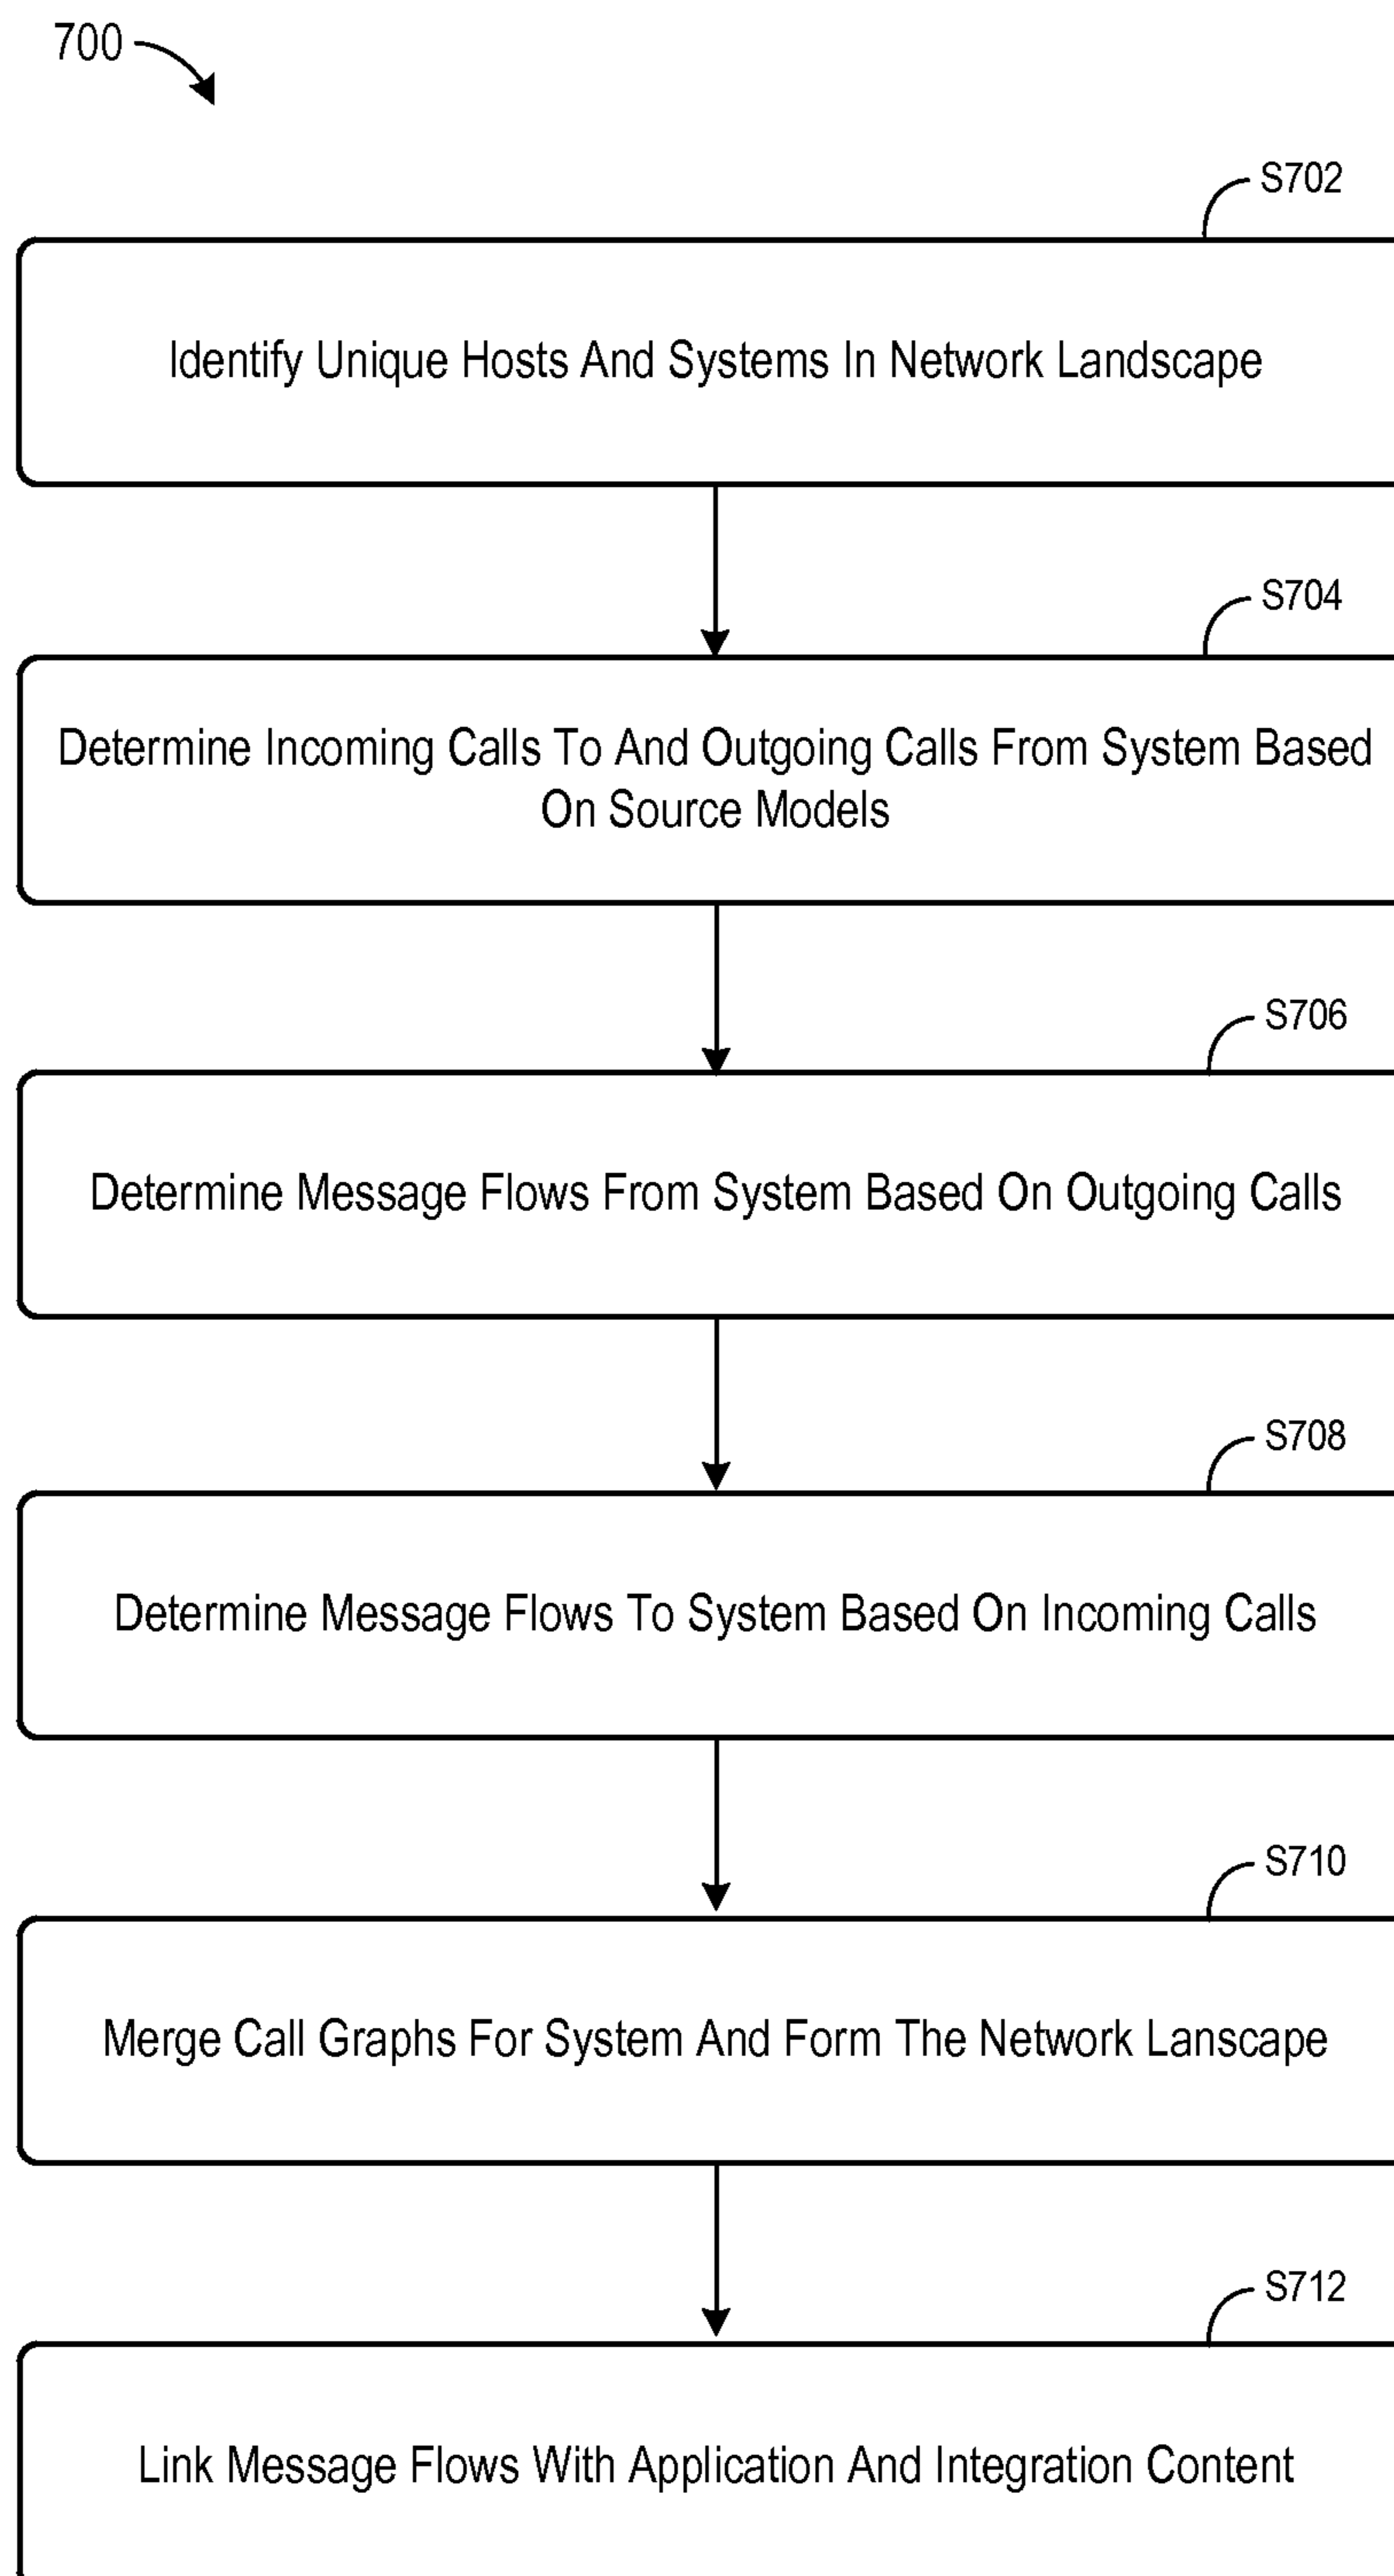 700
S702
Identify Unique Hosts And Systems In Network Landscape
S704
Determine Incoming Calls To And Outgoing Calls From System Based
On Source Models
S706
Determine Message Flows From System Based On Outgoing Calls
S708
Determine Message Flows To System Based On Incoming Calls
S710
Merge Call Graphs For System And Form The Network Lanscape
S712
Link Message Flows With Application And Integration Content